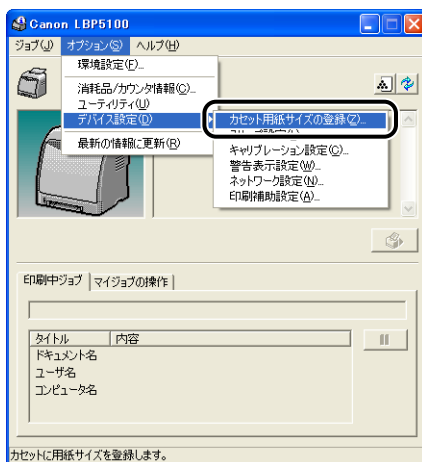 Canon LBP5100
ジョブ(J) オプション(S) ヘルプ(H)
環境設定(F)...
消耗品/カウンタ情報(C)...
ユーティリティ(U)
デバイス設定(D)
カセット用紙サイズの登録(Z)...
最新の情報に更新(R)
キャリブレーション設定(C)...
警告表示設定(W)...
ネットワーク設定(N)...
印刷補助設定(A)...
印刷中ジョブ マイジョブの操作
タイトル 内容
ドキュメント名
ユーザ名
コンピュータ名
カセットに用紙サイズを登録します。